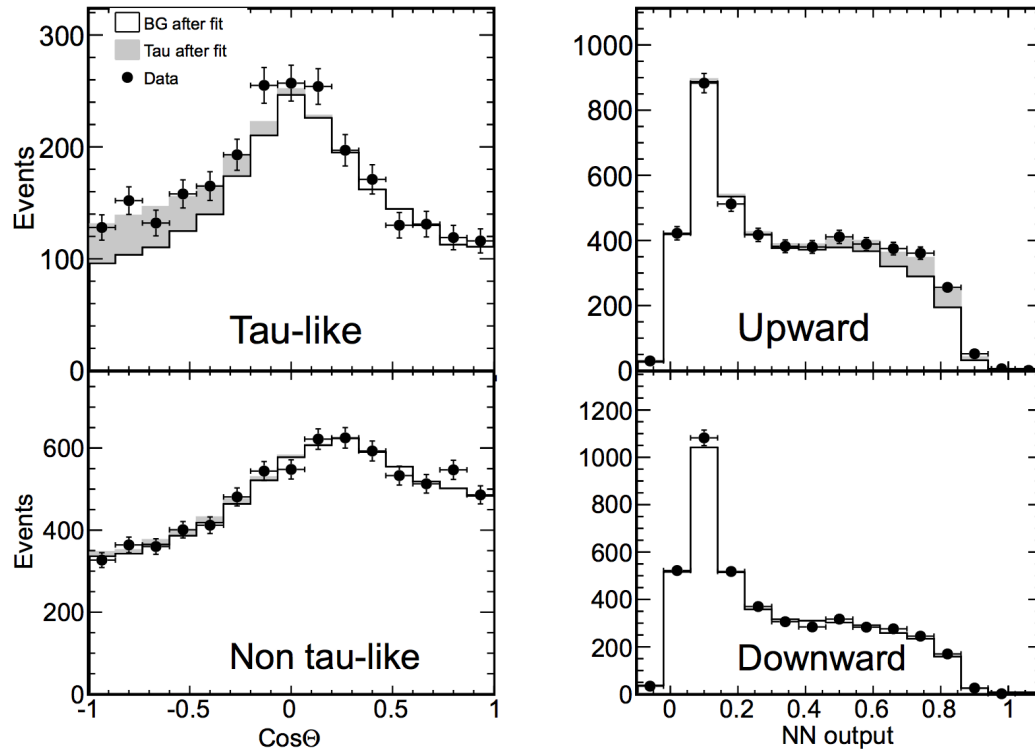 300
200
100
0
Events
BG after fit
Tau after fit
Data
Tau-like
1000
800
600
400
200
0
Upward
600
400
200
0
Events
Non tau-like
-1
-0.5
0
0.5
1
CosΘ
1200
1000
800
600
400
200
0
Downward
0
0.2
0.4
0.6
0.8
1
NN output